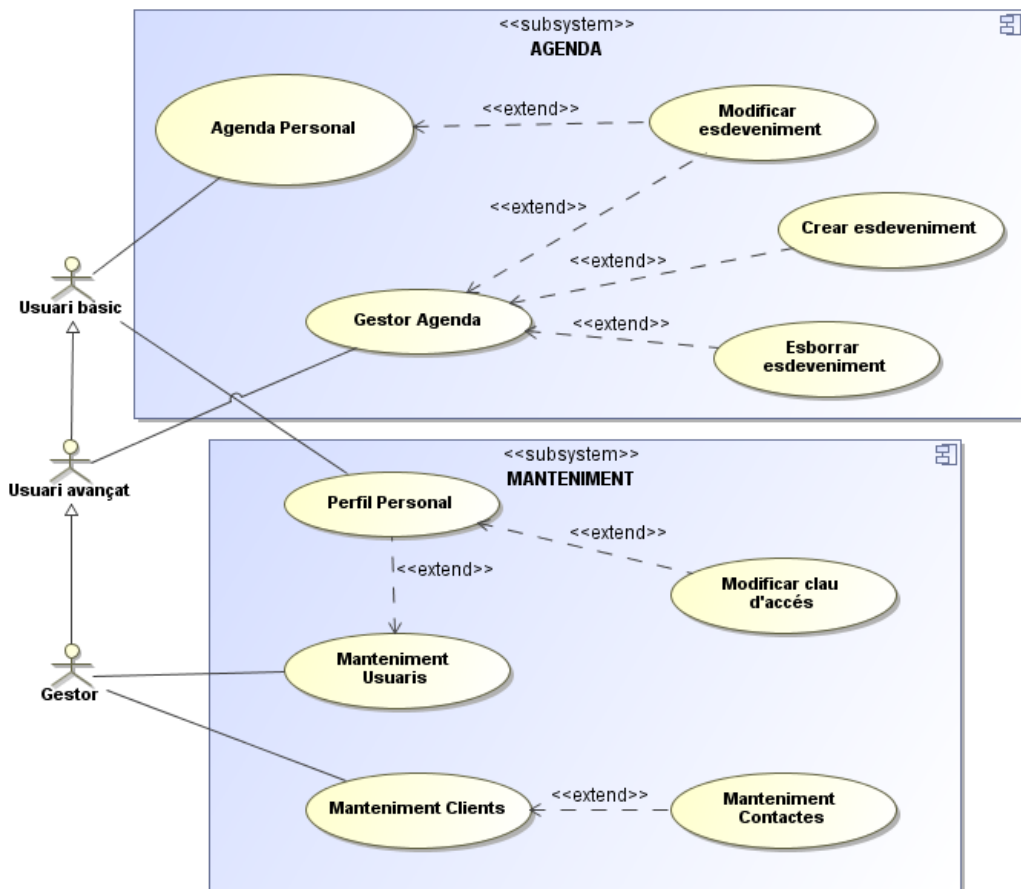 <<subsystem>>
AGENDA
Agenda Personal
<<extend>>
Modificar
esdeveniment
<<extend>>
Crear esdeveniment
<<extend>>
Usuari bàsic
Gestor Agenda
<<extend>>
Esborrar
esdeveniment
<<subsystem>>
MANTENIMENT
Usuari avançat
Perfil Personal
<<extend>>
<<extend>>
Modificar clau
d'accés
Manteniment
Usuaris
Gestor
Manteniment Clients
<<extend>>
Manteniment
Contactes